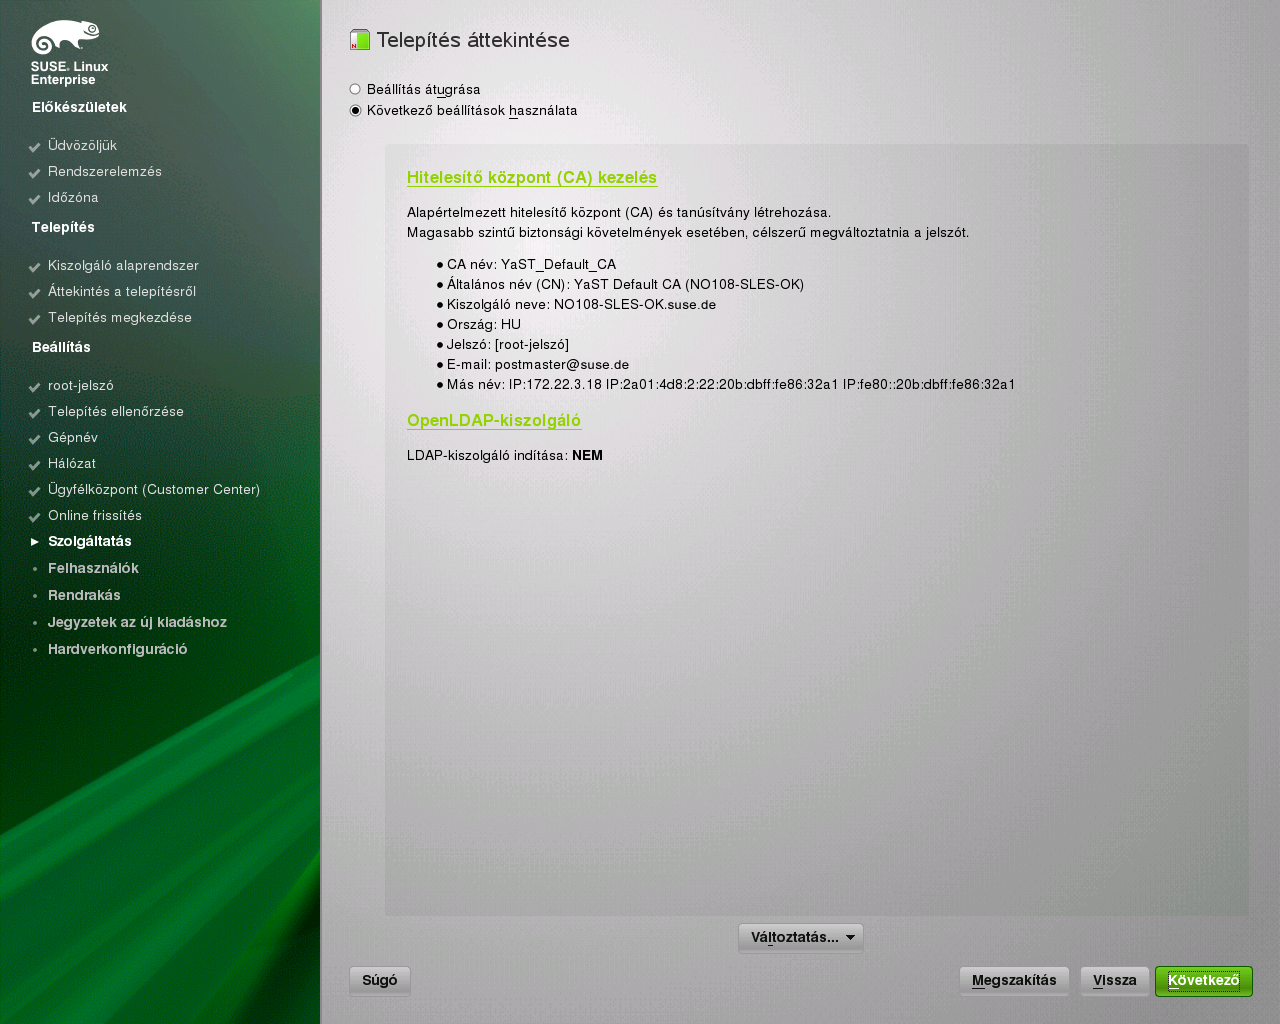 SUSE® Linux
Enterprise
Előkészületek
Üdvözöljük
Rendszerelemzés
Időzóna
Telepítés
Kiszolgáló alaprendszer
Áttekintés a telepítésről
Telepítés megkezdése
Beállítás
root-jelszó
Telepítés ellenőrzése
Gépnév
Hálózat
Ügyfélközpont (Customer Center)
Online frissítés
Szolgáltatás
Felhasználók
Rendrakás
Jegyzetek az új kiadáshoz
Hardverkonfiguráció
Telepítés áttekintése
Beállítás átugrása
Következő beállítások használata
Hitelesítő központ (CA) kezelés
Alapértelmezett hitelesítő központ (CA) és tanúsítvány létrehozása.
Magasabb szintű biztonsági követelmények esetében, célszerű megváltoztatnia a jelszót.
● CA név: YaST_Default_CA
● Általános név (CN): YaST Default CA (NO108-SLES-OK)
● Kiszolgáló neve: NO108-SLES-OK.suse.de
● Ország: HU
● Jelszó: [root-jelszó]
● E-mail: postmaster@suse.de
● Más név: IP:172.22.3.18 IP:2a01:4d8:2:22:20b:dbff:fe86:32a1 IP:fe80::20b:dbff:fe86:32a1
OpenLDAP-kiszolgáló
LDAP-kiszolgáló indítása: NEM
Változtatás...
Súgó
Megszakítás
Vissza
Következő